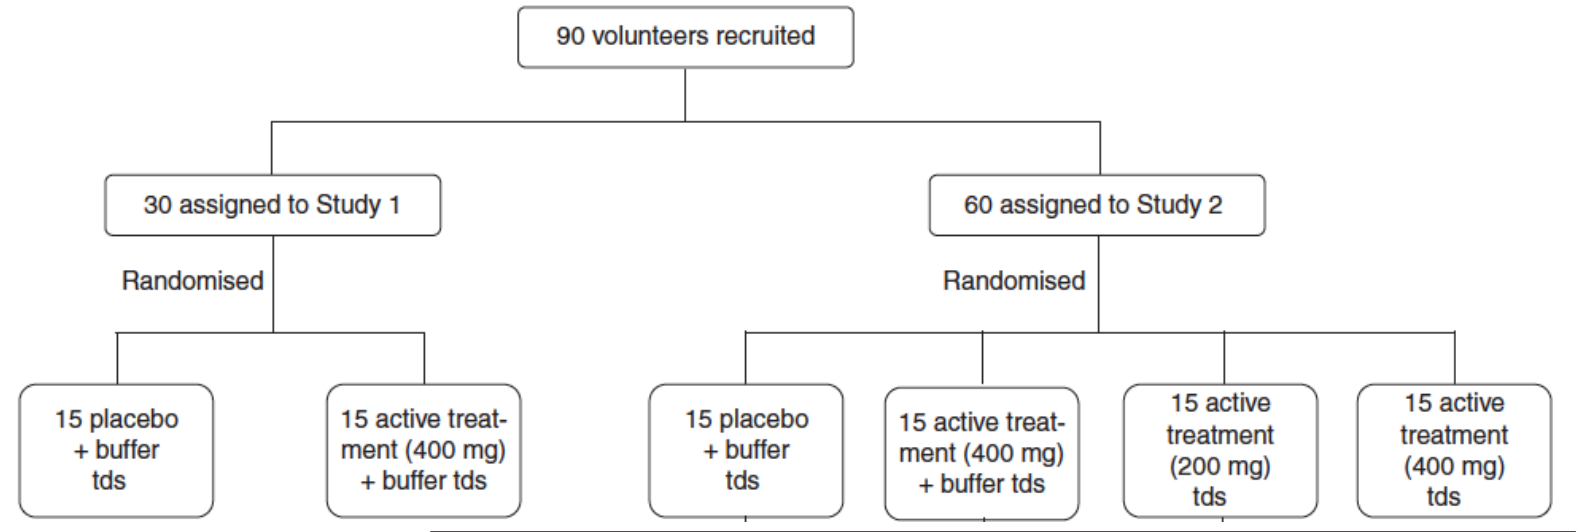 90 volunteers recruited
30 assigned to Study 1
60 assigned to Study 2
Randomised
Randomised
15 placebo
+ buffer
tds
15 active treat-
ment (400 mg)
+ buffer tds
15 placebo
+ buffer
tds
15 active treat-
ment (400 mg)
+ buffer tds
15 active
treatment
(200 mg)
tds
15 active
treatment
(400 mg)
tds